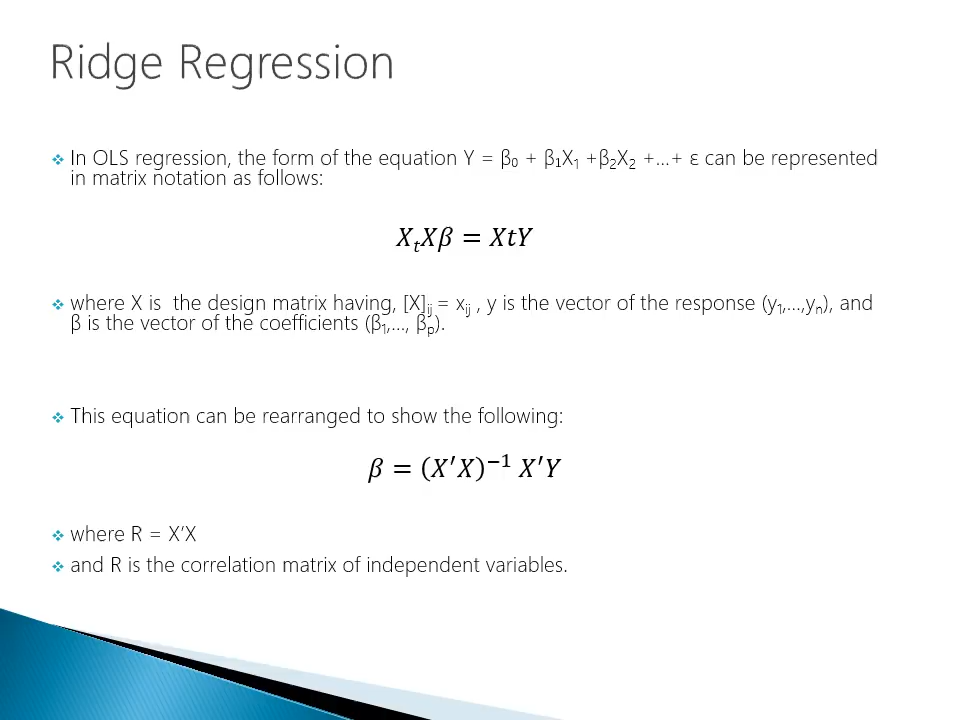 Ridge Regression
❖ In OLS regression, the form of the equation Y = β₀ + β₁X₁ +β₂X₂ +...+ ε can be represented
in matrix notation as follows:
XₜXβ = XtY
❖ where X is  the design matrix having, [X]ᵢⱼ = xᵢⱼ , y is the vector of the response (y₁,...,yₙ), and
β is the vector of the coefficients (β₁,..., βₚ).
❖ This equation can be rearranged to show the following:
β = (X′X)⁻¹ X′Y
❖ where R = X’X
❖ and R is the correlation matrix of independent variables.